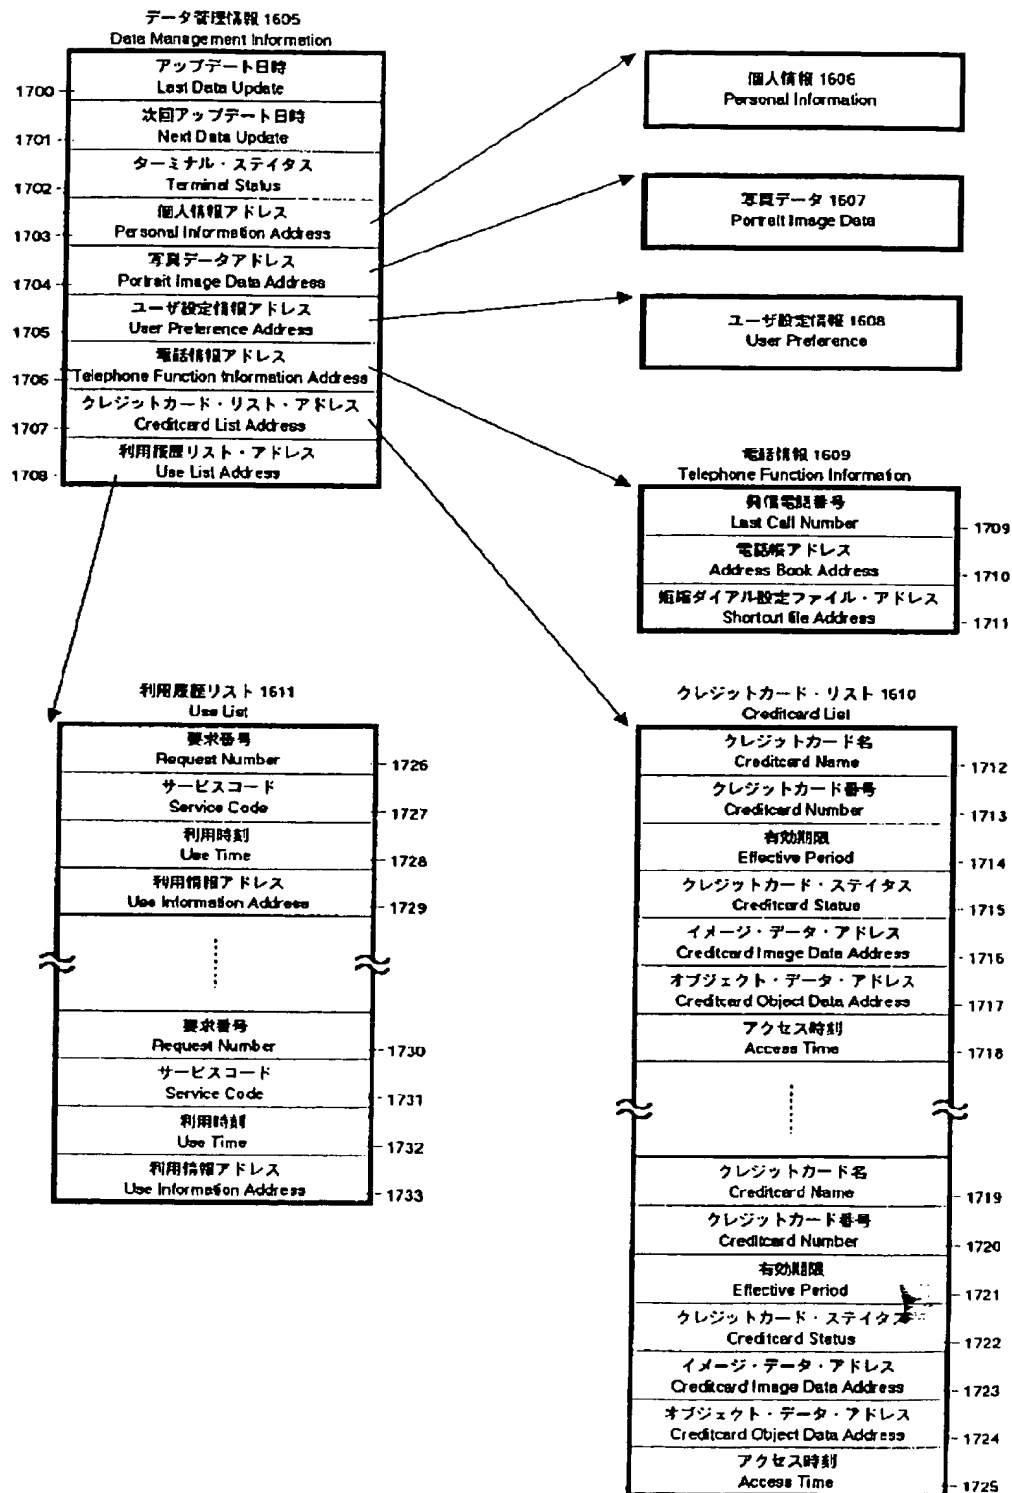 データ管理情報 1605
Data Management Information
アップデート日時
Last Data Update
1700
次回アップデート日時
Next Data Update
1701
ターミナル・ステイタス
Terminal Status
1702
個人情報アドレス
Personal Information Address
1703
写真データアドレス
Portrait Image Data Address
1704
ユーザ設定情報アドレス
User Preference Address
1705
電話情報アドレス
Telephone Function Information Address
1706
クレジットカード・リスト・アドレス
Creditcard List Address
1707
利用履歴リスト・アドレス
Use List Address
1708
個人情報 1606
Personal Information
写真データ 1607
Portrait Image Data
ユーザ設定情報 1608
User Preference
電話情報 1609
Telephone Function Information
発信電話番号
Last Call Number
1709
電話帳アドレス
Address Book Address
1710
短縮ダイアル設定ファイル・アドレス
Shortcut file Address
1711
利用履歴リスト 1611
Use List
要求番号
Request Number
1726
サービスコード
Service Code
1727
利用時刻
Use Time
1728
利用情報アドレス
Use Information Address
1729
要求番号
Request Number
1730
サービスコード
Service Code
1731
利用時刻
Use Time
1732
利用情報アドレス
Use Information Address
1733
クレジットカード・リスト 1610
Creditcard List
クレジットカード名
Creditcard Name
1712
クレジットカード番号
Creditcard Number
1713
有効期限
Effective Period
1714
クレジットカード・ステイタス
Creditcard Status
1715
イメージ・データ・アドレス
Creditcard Image Data Address
1716
オブジェクト・データ・アドレス
Creditcard Object Data Address
1717
アクセス時刻
Access Time
1718
クレジットカード名
Creditcard Name
1719
クレジットカード番号
Creditcard Number
1720
有効期限
Effective Period
1721
クレジットカード・ステイタス
Creditcard Status
1722
イメージ・データ・アドレス
Creditcard Image Data Address
1723
オブジェクト・データ・アドレス
Creditcard Object Data Address
1724
アクセス時刻
Access Time
1725